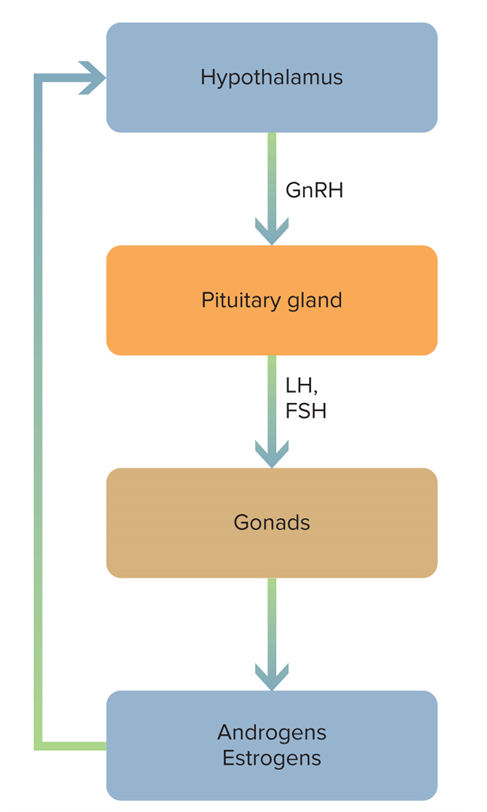 Hypothalamus
GnRH
Pituitary gland
LH,
FSH
Gonads
Androgens
Estrogens